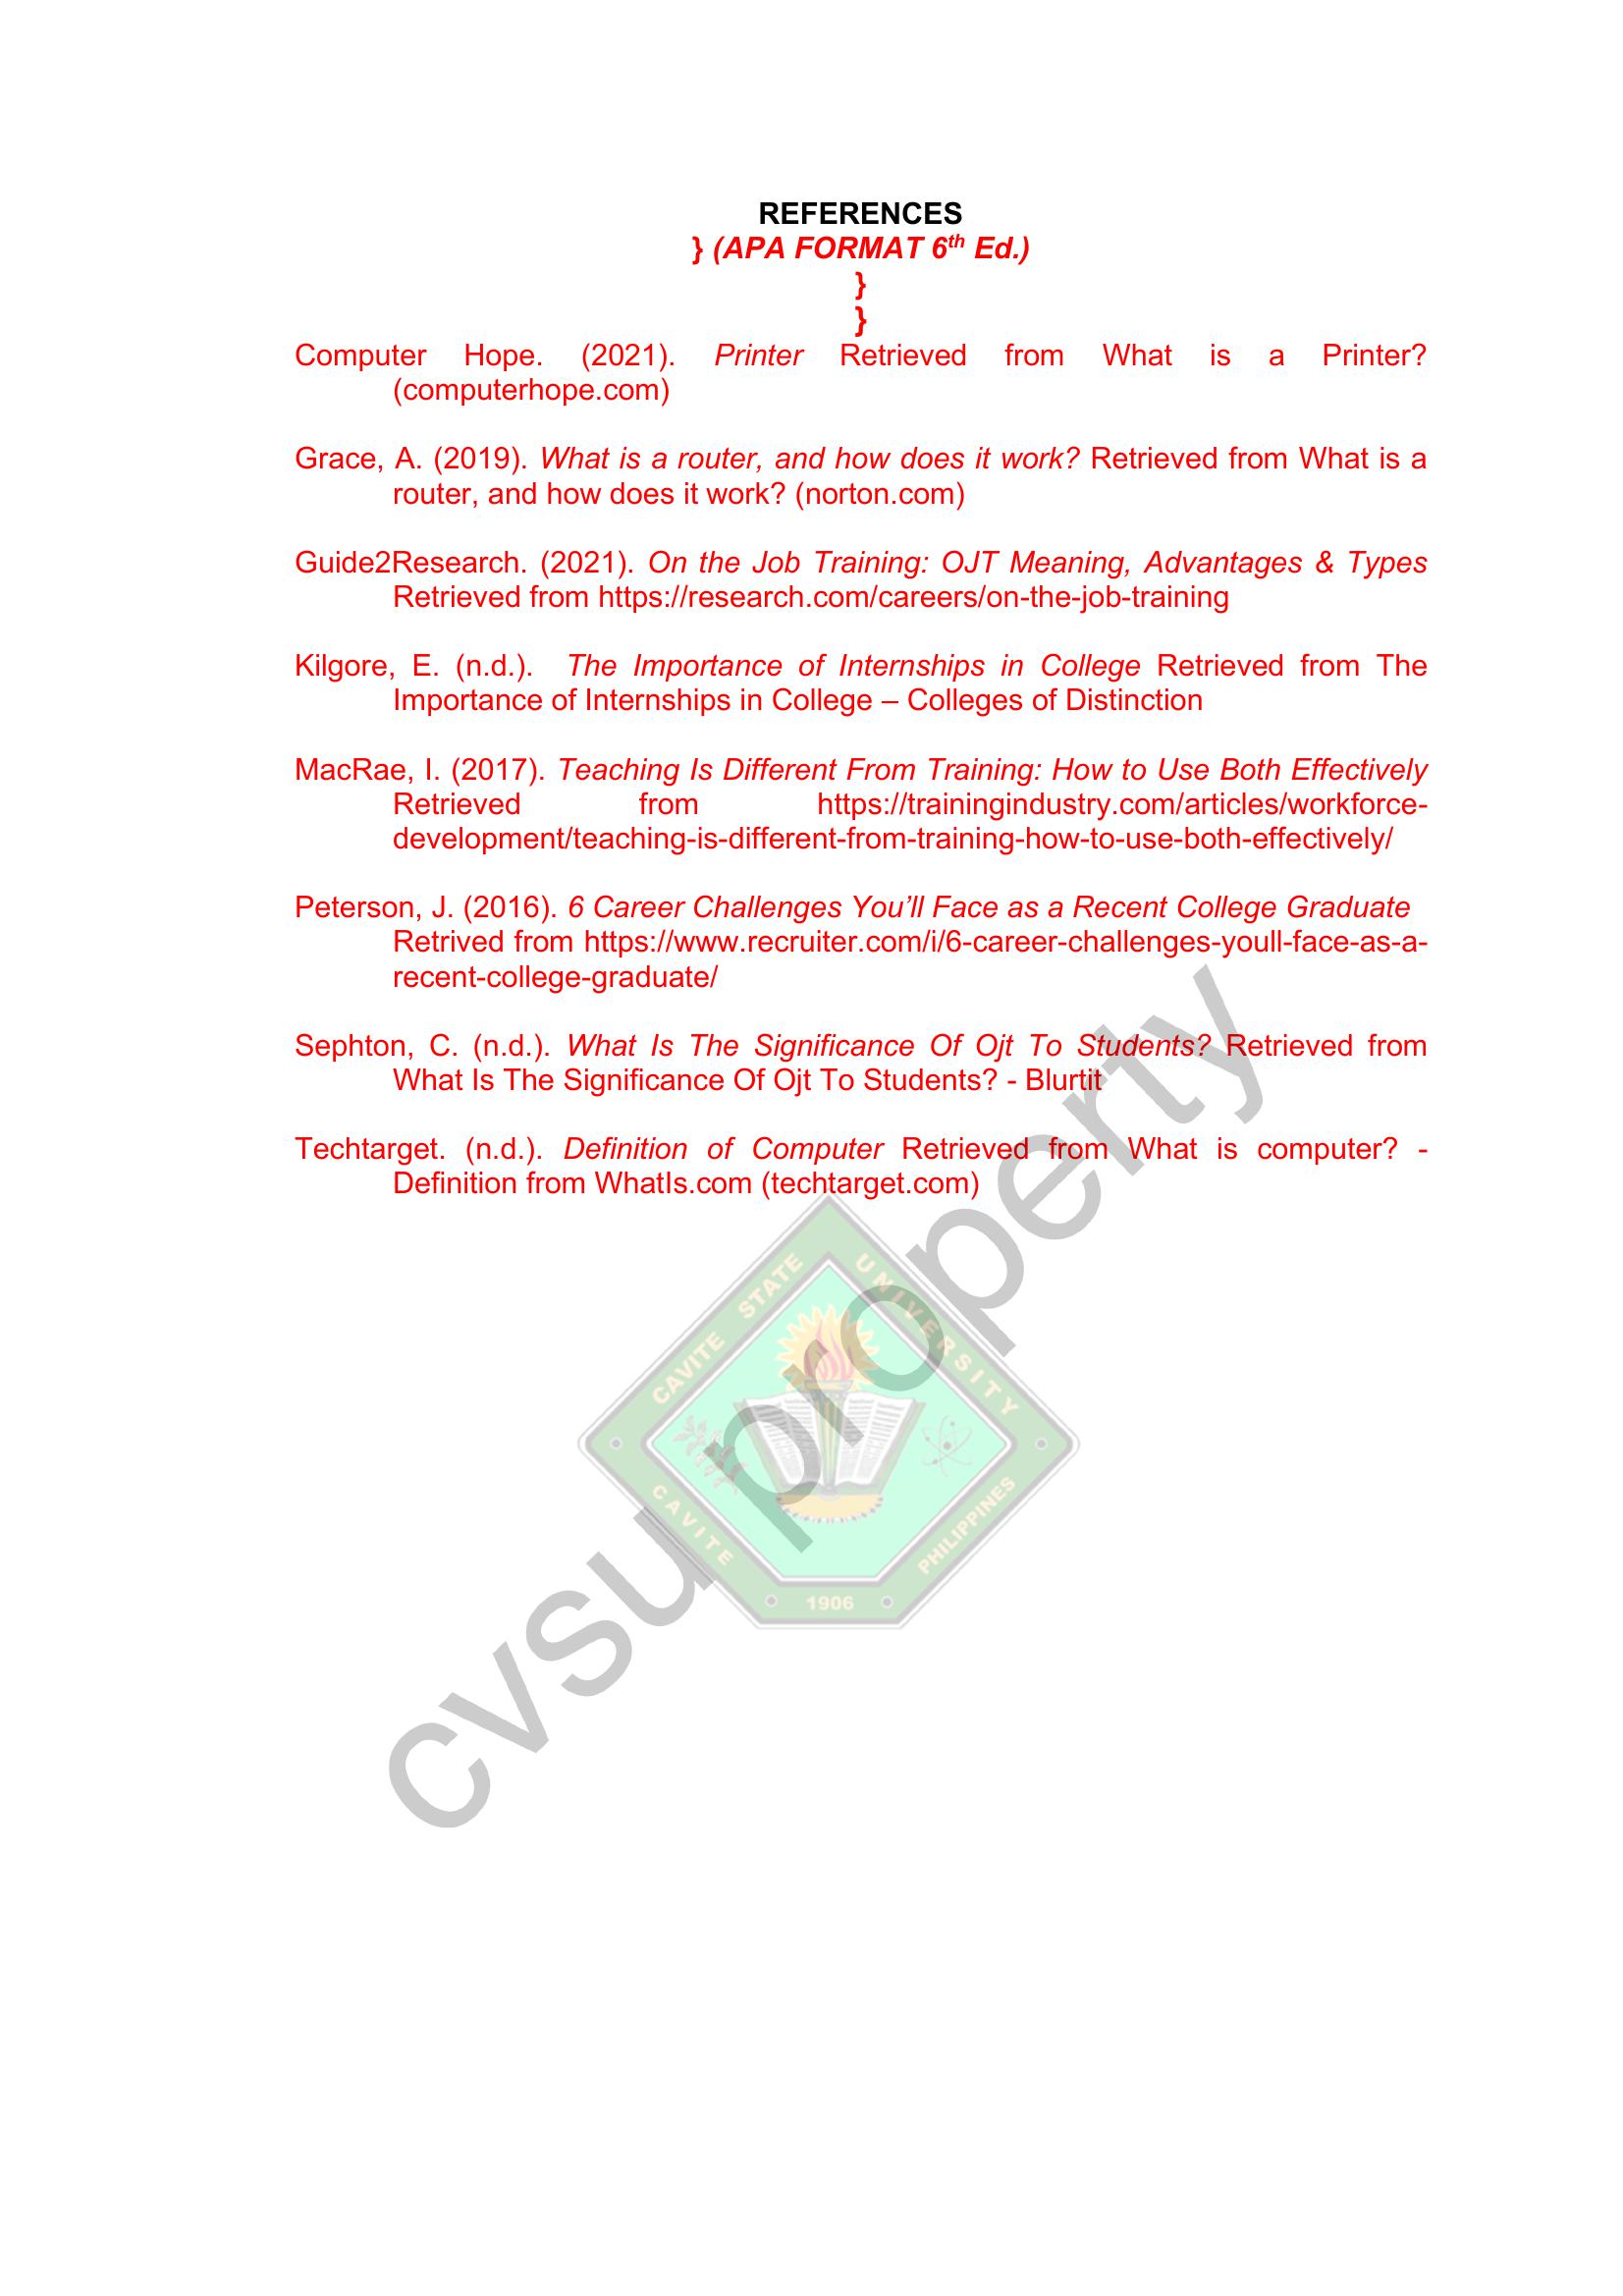 REFERENCES
} (APA FORMAT 6th Ed.)
}
}
Computer Hope. (2021). Printer Retrieved from What is a Printer?
(computerhope.com)
Grace, A. (2019). What is a router, and how does it work? Retrieved from What is a
router, and how does it work? (norton.com)
Guide2Research. (2021). On the Job Training: OJT Meaning, Advantages & Types
Retrieved from https://research.com/careers/on-the-job-training
Kilgore, E. (n.d.). The Importance of Internships in College Retrieved from The
Importance of Internships in College – Colleges of Distinction
MacRae, I. (2017). Teaching Is Different From Training: How to Use Both Effectively
Retrieved from https://trainingindustry.com/articles/workforce-
development/teaching-is-different-from-training-how-to-use-both-effectively/
Peterson, J. (2016). 6 Career Challenges You’ll Face as a Recent College Graduate
Retrived from https://www.recruiter.com/i/6-career-challenges-youll-face-as-a-
recent-college-graduate/
Sephton, C. (n.d.). What Is The Significance Of Ojt To Students? Retrieved from
What Is The Significance Of Ojt To Students? - Blurtit
Techtarget. (n.d.). Definition of Computer Retrieved from What is computer? -
Definition from WhatIs.com (techtarget.com)
CAVITE STATE UNIVERSITY
CAVITE PHILIPPINES
1906
cvsu property